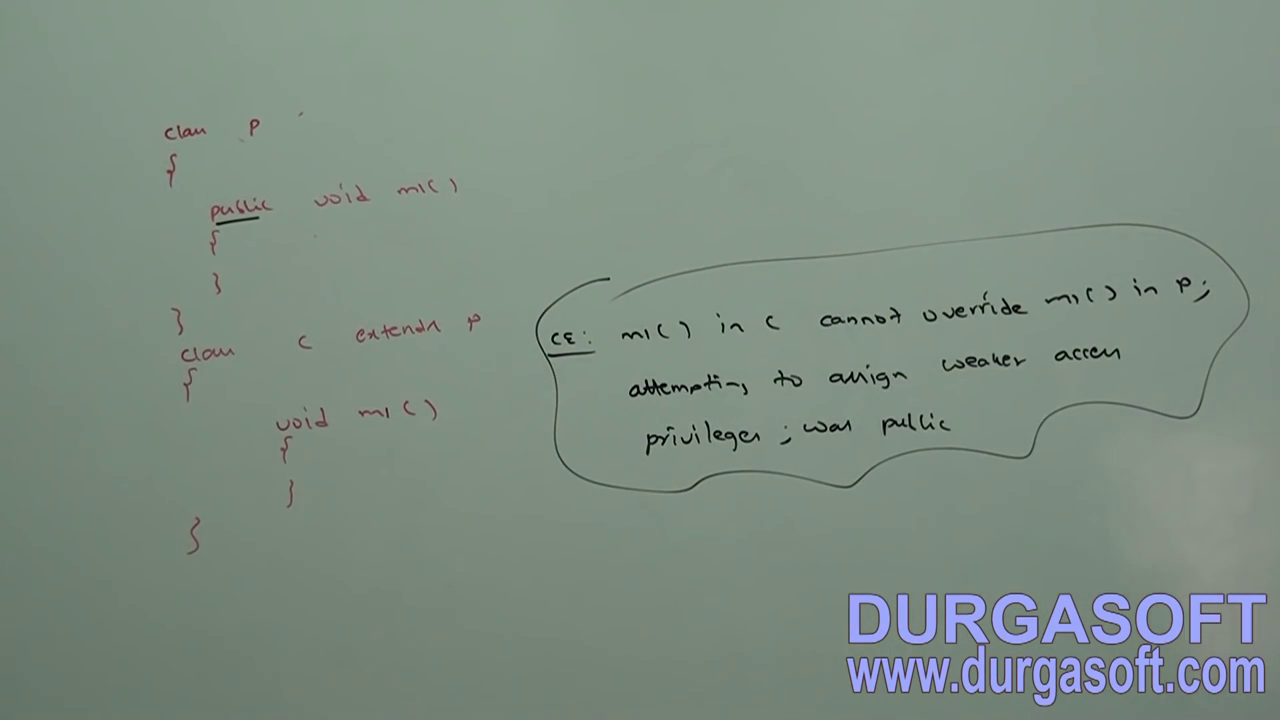 class P
{
public void m1()
{
}
}
class C extends P
{
void m1()
{
}
}
CE: m1() in C cannot override m1() in P;
attempting to assign weaker access
privileges; was public
DURGASOFT
www.durgasoft.com